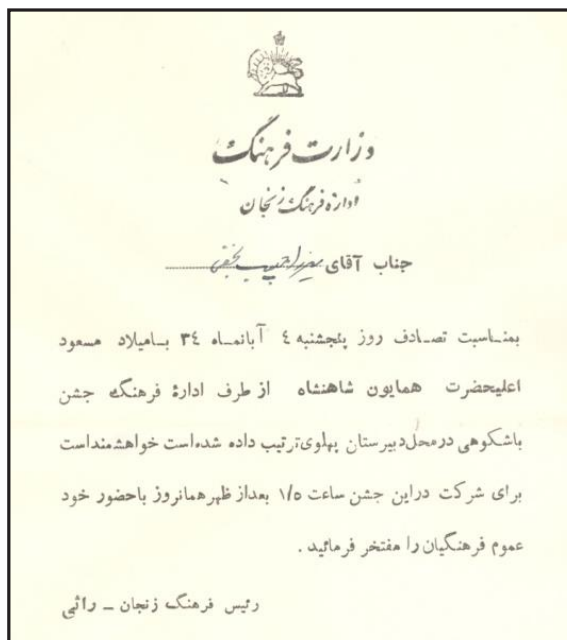 وزارت فرهنگ
اداره فرهنگ زنجان
جناب آقای
بمناسبت تصادف روز پنجشنبه ٤ آبانماه ٣٤ بامیلاد مسعود
اعلیحضرت همایون شاهنشاه از طرف ادارهٔ فرهنگ جشن
باشکوهی درمحل دبیرستان پهلوی ترتیب داده شده است خواهشمنداست
برای شرکت دراین جشن ساعت ١/٥ بعداز ظهر همانروز باحضور خود
عموم فرهنگیان را مفتخر فرمائید .
رئیس فرهنگ زنجان ــ راثی